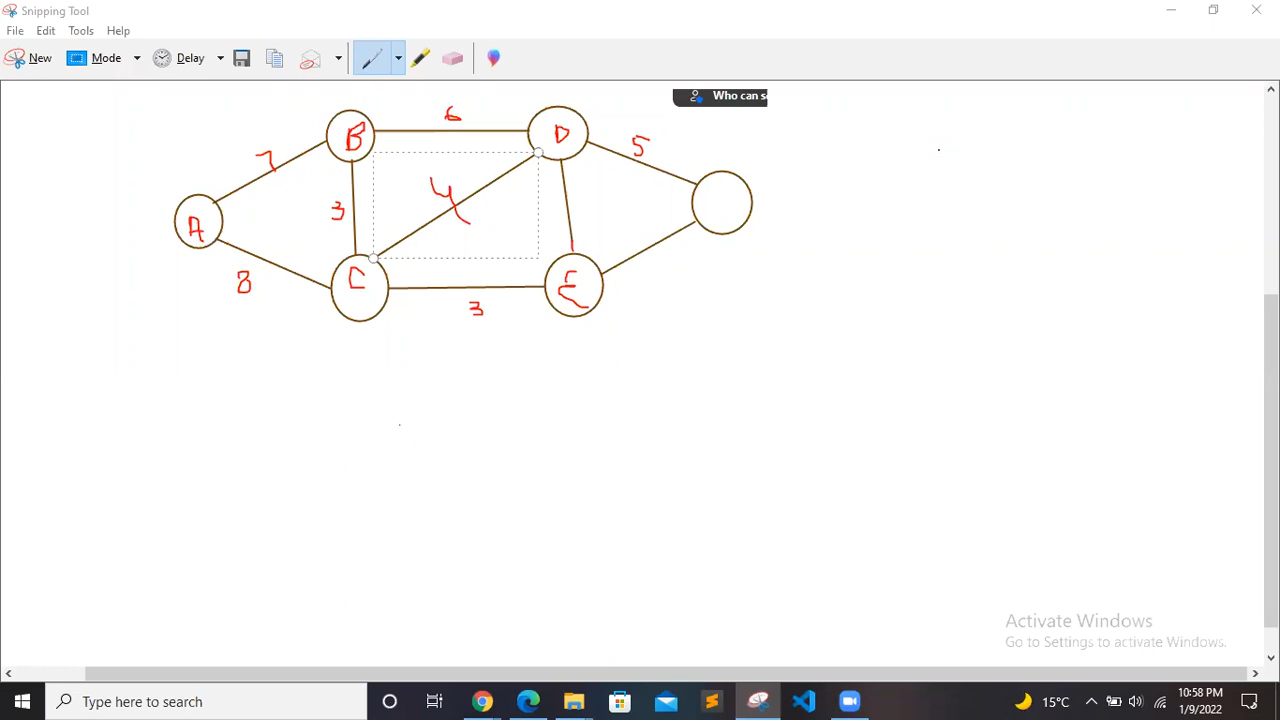 Snipping Tool
File Edit Tools Help
New Mode Delay
Who can s
6
B
D
5
7
4
3
A
C
E
8
3
Activate Windows
Go to Settings to activate Windows.
Type here to search
15°C
10:58 PM
1/9/2022